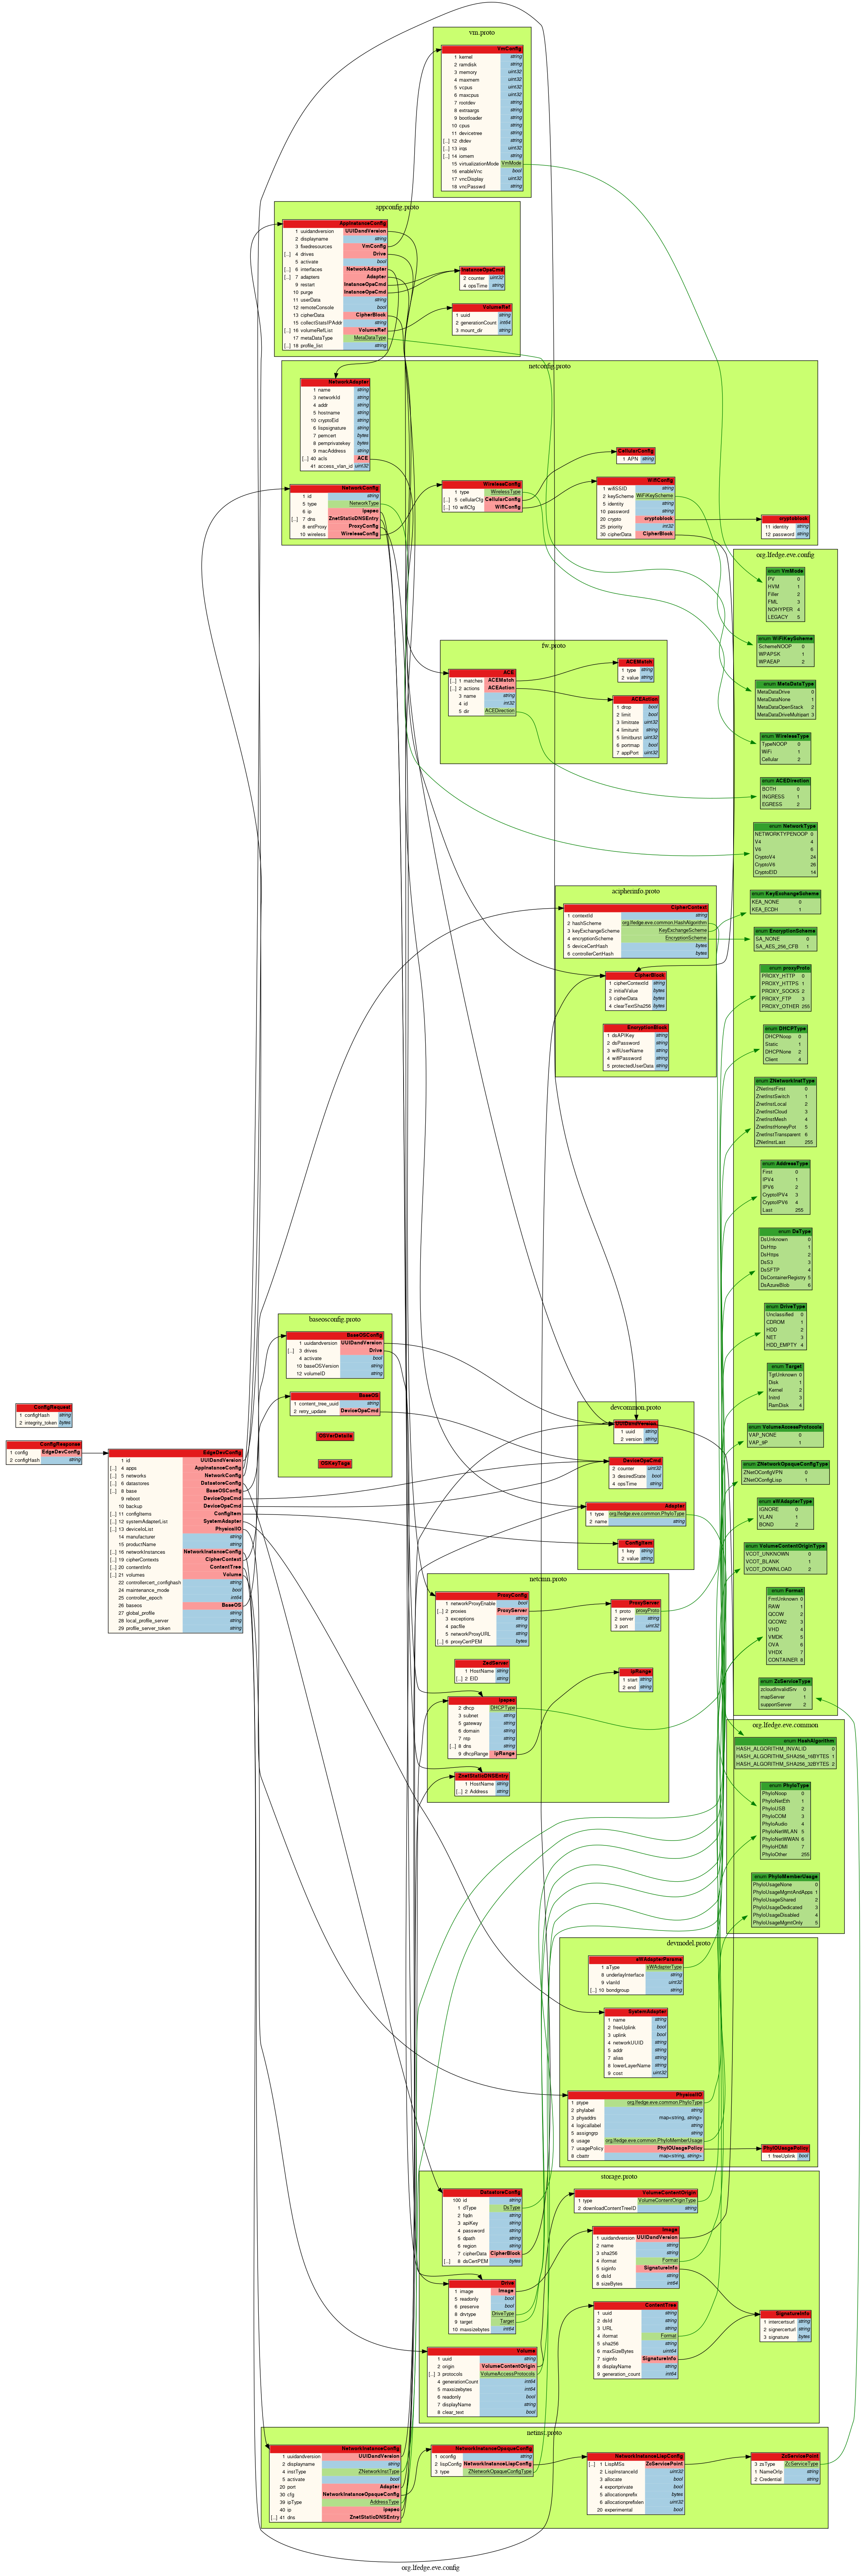 vm.proto
VmConfig
1 kernel string
2 ramdisk string
3 memory uint32
4 maxmem uint32
5 vcpus uint32
6 maxcpus uint32
7 rootdev string
8 extraargs string
9 bootloader string
10 cpus string
11 devicetree string
[...] 12 dtdev string
[...] 13 irqs uint32
[...] 14 iomem string
15 virtualizationMode VmMode
16 enableVnc bool
17 vncDisplay uint32
18 vncPasswd string
appconfig.proto
AppInstanceConfig
1 uuidandversion UUIDandVersion
2 displayname string
3 fixedresources VmConfig
[...] 4 drives Drive
5 activate bool
[...] 6 interfaces NetworkAdapter
[...] 7 adapters Adapter
9 restart InstanceOpsCmd
10 purge InstanceOpsCmd
11 userData string
12 remoteConsole bool
13 cipherData CipherBlock
15 collectStatsIPAddr string
[...] 16 volumeRefList VolumeRef
17 metaDataType MetaDataType
[...] 18 profile_list string
InstanceOpsCmd
2 counter uint32
4 opsTime string
VolumeRef
1 uuid string
2 generationCount int64
3 mount_dir string
netconfig.proto
NetworkAdapter
1 name string
3 networkId string
4 addr string
5 hostname string
10 cryptoEid string
6 lispsignature string
7 pemcert bytes
8 pemprivatekey bytes
9 macAddress string
[...] 40 acls ACE
41 access_vlan_id uint32
NetworkConfig
1 id string
5 type NetworkType
6 ip ipspec
[...] 7 dns ZnetStaticDNSEntry
8 entProxy ProxyConfig
10 wireless WirelessConfig
WirelessConfig
1 type WirelessType
[...] 5 cellularCfg CellularConfig
[...] 10 wifiCfg WifiConfig
CellularConfig
1 APN string
WifiConfig
1 wifiSSID string
2 keyScheme WiFiKeyScheme
5 identity string
10 password string
20 crypto cryptoblock
25 priority int32
30 cipherData CipherBlock
cryptoblock
11 identity string
12 password string
org.lfedge.eve.config
enum VmMode
PV 0
HVM 1
Filler 2
FML 3
NOHYPER 4
LEGACY 5
enum WiFiKeyScheme
SchemeNOOP 0
WPAPSK 1
WPAEAP 2
enum MetaDataType
MetaDataDrive 0
MetaDataNone 1
MetaDataOpenStack 2
MetaDataDriveMultipart 3
enum WirelessType
TypeNOOP 0
WiFi 1
Cellular 2
enum ACEDirection
BOTH 0
INGRESS 1
EGRESS 2
enum NetworkType
NETWORKTYPENOOP 0
V4 4
V6 6
CryptoV4 24
CryptoV6 26
CryptoEID 14
enum KeyExchangeScheme
KEA_NONE 0
KEA_ECDH 1
enum EncryptionScheme
SA_NONE 0
SA_AES_256_CFB 1
enum proxyProto
PROXY_HTTP 0
PROXY_HTTPS 1
PROXY_SOCKS 2
PROXY_FTP 3
PROXY_OTHER 255
enum DHCPType
DHCPNoop 0
Static 1
DHCPNone 2
Client 4
enum ZNetworkInstType
ZNetInstFirst 0
ZnetInstSwitch 1
ZnetInstLocal 2
ZnetInstCloud 3
ZnetInstMesh 4
ZnetInstHoneyPot 5
ZnetInstTransparent 6
ZNetInstLast 255
enum AddressType
First 0
IPV4 1
IPV6 2
CryptoIPV4 3
CryptoIPV6 4
Last 255
enum DsType
DsUnknown 0
DsHttp 1
DsHttps 2
DsS3 3
DsSFTP 4
DsContainerRegistry 5
DsAzureBlob 6
enum DriveType
Unclassified 0
CDROM 1
HDD 2
NET 3
HDD_EMPTY 4
enum Target
TgtUnknown 0
Disk 1
Kernel 2
Initrd 3
RamDisk 4
enum VolumeAccessProtocols
VAP_NONE 0
VAP_9P 1
enum ZNetworkOpaqueConfigType
ZNetOConfigVPN 0
ZNetOConfigLisp 1
enum sWAdapterType
IGNORE 0
VLAN 1
BOND 2
enum VolumeContentOriginType
VCOT_UNKNOWN 0
VCOT_BLANK 1
VCOT_DOWNLOAD 2
enum Format
FmtUnknown 0
RAW 1
QCOW 2
QCOW2 3
VHD 4
VMDK 5
OVA 6
VHDX 7
CONTAINER 8
enum ZsServiceType
zcloudInvalidSrv 0
mapServer 1
supportServer 2
fw.proto
ACE
[...] 1 matches ACEMatch
[...] 2 actions ACEAction
3 name string
4 id int32
5 dir ACEDirection
ACEMatch
1 type string
2 value string
ACEAction
1 drop bool
2 limit bool
3 limitrate uint32
4 limitunit string
5 limitburst uint32
6 portmap bool
7 appPort uint32
acipherinfo.proto
CipherContext
1 contextId string
2 hashScheme org.lfedge.eve.common.HashAlgorithm
3 keyExchangeScheme KeyExchangeScheme
4 encryptionScheme EncryptionScheme
5 deviceCertHash bytes
6 controllerCertHash bytes
CipherBlock
1 cipherContextId string
2 initialValue bytes
3 cipherData bytes
4 clearTextSha256 bytes
EncryptionBlock
1 dsAPIKey string
2 dsPassword string
3 wifiUserName string
4 wifiPassword string
5 protectedUserData string
baseosconfig.proto
BaseOSConfig
1 uuidandversion UUIDandVersion
[...] 3 drives Drive
4 activate bool
10 baseOSVersion string
12 volumeID string
BaseOS
1 content_tree_uuid string
2 retry_update DeviceOpsCmd
OSVerDetails
OSKeyTags
ConfigRequest
1 configHash string
2 integrity_token bytes
ConfigResponse
1 config EdgeDevConfig
2 configHash string
EdgeDevConfig
1 id UUIDandVersion
[...] 4 apps AppInstanceConfig
[...] 5 networks NetworkConfig
[...] 6 datastores DatastoreConfig
[...] 8 base BaseOSConfig
9 reboot DeviceOpsCmd
10 backup DeviceOpsCmd
[...] 11 configItems ConfigItem
[...] 12 systemAdapterList SystemAdapter
[...] 13 deviceIoList PhysicalIO
14 manufacturer string
15 productName string
[...] 16 networkInstances NetworkInstanceConfig
[...] 19 cipherContexts CipherContext
[...] 20 contentInfo ContentTree
[...] 21 volumes Volume
22 controllercert_confighash string
24 maintenance_mode bool
25 controller_epoch int64
26 baseos BaseOS
27 global_profile string
28 local_profile_server string
29 profile_server_token string
devcommon.proto
UUIDandVersion
1 uuid string
2 version string
DeviceOpsCmd
2 counter uint32
3 desiredState bool
4 opsTime string
Adapter
1 type org.lfedge.eve.common.PhyIoType
2 name string
ConfigItem
1 key string
2 value string
netcmn.proto
ProxyConfig
1 networkProxyEnable bool
[...] 2 proxies ProxyServer
3 exceptions string
4 pacfile string
5 networkProxyURL string
[...] 6 proxyCertPEM bytes
ProxyServer
1 proto proxyProto
2 server string
3 port uint32
ZedServer
1 HostName string
[...] 2 EID string
ipspec
2 dhcp DHCPType
3 subnet string
5 gateway string
6 domain string
7 ntp string
[...] 8 dns string
9 dhcpRange ipRange
ipRange
1 start string
2 end string
ZnetStaticDNSEntry
1 HostName string
[...] 2 Address string
org.lfedge.eve.common
enum HashAlgorithm
HASH_ALGORITHM_INVALID 0
HASH_ALGORITHM_SHA256_16BYTES 1
HASH_ALGORITHM_SHA256_32BYTES 2
enum PhyIoType
PhyIoNoop 0
PhyIoNetEth 1
PhyIoUSB 2
PhyIoCOM 3
PhyIoAudio 4
PhyIoNetWLAN 5
PhyIoNetWWAN 6
PhyIoHDMI 7
PhyIoOther 255
enum PhyIoMemberUsage
PhyIoUsageNone 0
PhyIoUsageMgmtAndApps 1
PhyIoUsageShared 2
PhyIoUsageDedicated 3
PhyIoUsageDisabled 4
PhyIoUsageMgmtOnly 5
devmodel.proto
sWAdapterParams
1 aType sWAdapterType
8 underlayInterface string
9 vlanId uint32
[...] 10 bondgroup string
SystemAdapter
1 name string
2 freeUplink bool
3 uplink bool
4 networkUUID string
5 addr string
7 alias string
8 lowerLayerName string
9 cost uint32
PhysicalIO
1 ptype org.lfedge.eve.common.PhyIoType
2 phylabel string
3 phyaddrs map<string, string>
4 logicallabel string
5 assigngrp string
6 usage org.lfedge.eve.common.PhyIoMemberUsage
7 usagePolicy PhyIOUsagePolicy
8 cbattr map<string, string>
PhyIOUsagePolicy
1 freeUplink bool
storage.proto
DatastoreConfig
100 id string
1 dType DsType
2 fqdn string
3 apiKey string
4 password string
5 dpath string
6 region string
7 cipherData CipherBlock
[...] 8 dsCertPEM bytes
VolumeContentOrigin
1 type VolumeContentOriginType
2 downloadContentTreeID string
Image
1 uuidandversion UUIDandVersion
2 name string
3 sha256 string
4 iformat Format
5 siginfo SignatureInfo
6 dsId string
8 sizeBytes int64
Drive
1 image Image
5 readonly bool
6 preserve bool
8 drvtype DriveType
9 target Target
10 maxsizebytes int64
ContentTree
1 uuid string
2 dsId string
3 URL string
4 iformat Format
5 sha256 string
6 maxSizeBytes uint64
7 siginfo SignatureInfo
8 displayName string
9 generation_count int64
SignatureInfo
1 intercertsurl string
2 signercerturl string
3 signature bytes
Volume
1 uuid string
2 origin VolumeContentOrigin
[...] 3 protocols VolumeAccessProtocols
4 generationCount int64
5 maxsizebytes int64
6 readonly bool
7 displayName string
8 clear_text bool
netinst.proto
NetworkInstanceConfig
1 uuidandversion UUIDandVersion
2 displayname string
4 instType ZNetworkInstType
5 activate bool
20 port Adapter
30 cfg NetworkInstanceOpaqueConfig
39 ipType AddressType
40 ip ipspec
[...] 41 dns ZnetStaticDNSEntry
NetworkInstanceOpaqueConfig
1 oconfig string
2 lispConfig NetworkInstanceLispConfig
3 type ZNetworkOpaqueConfigType
NetworkInstanceLispConfig
[...] 1 LispMSs ZsServicePoint
2 LispInstanceId uint32
3 allocate bool
4 exportprivate bool
5 allocationprefix bytes
6 allocationprefixlen uint32
20 experimental bool
ZsServicePoint
3 zsType ZsServiceType
1 NameOrIp string
2 Credential string
org.lfedge.eve.config